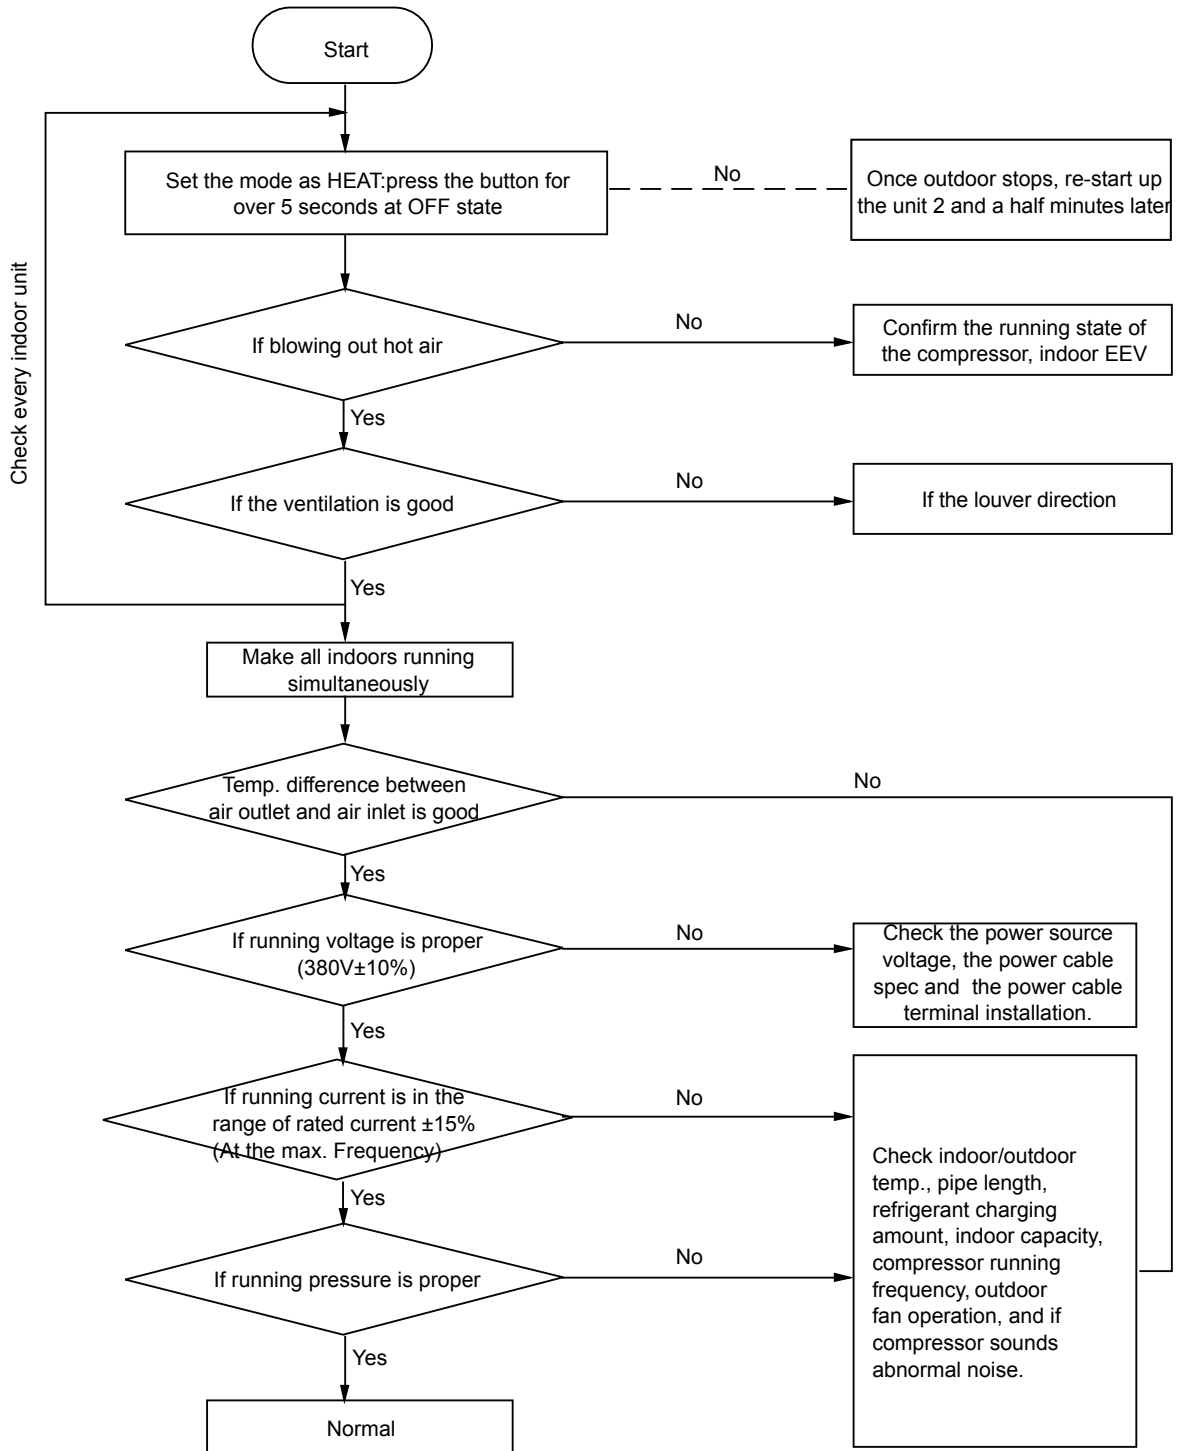 Start
Check every indoor unit
Set the mode as HEAT:press the button for
over 5 seconds at OFF state
No
Once outdoor stops, re-start up
the unit 2 and a half minutes later
If blowing out hot air
No
Confirm the running state of
the compressor, indoor EEV
Yes
If the ventilation is good
No
If the louver direction
Yes
Make all indoors running
simultaneously
Temp. difference between
air outlet and air inlet is good
No
Yes
If running voltage is proper
(380V±10%)
No
Check the power source
voltage, the power cable
spec and  the power cable
terminal installation.
Yes
If running current is in the
range of rated current ±15%
(At the max. Frequency)
No
Check indoor/outdoor
temp., pipe length,
refrigerant charging
amount, indoor capacity,
compressor running
frequency, outdoor
fan operation, and if
compressor sounds
abnormal noise.
Yes
If running pressure is proper
No
Yes
Normal